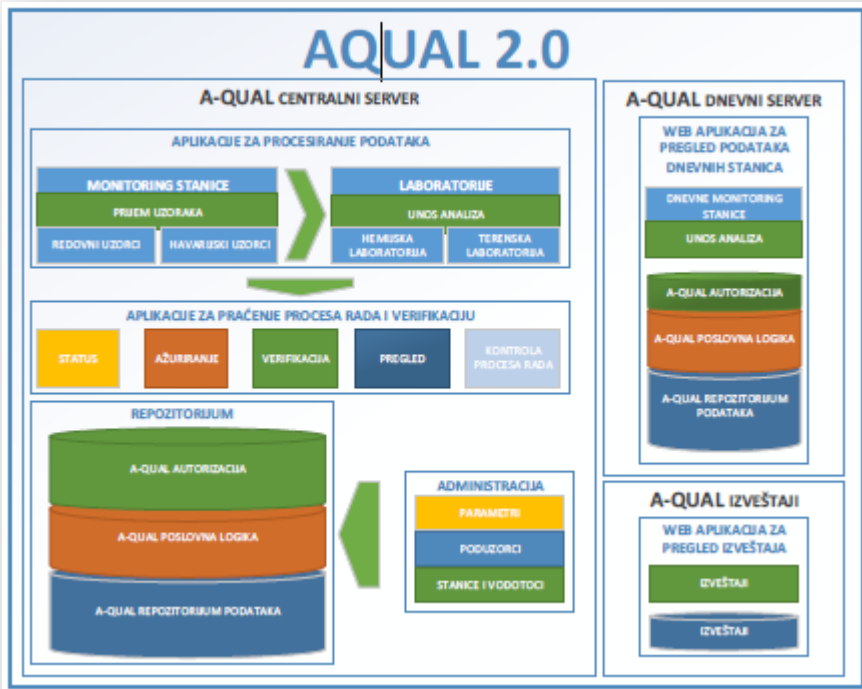 AQUAL 2.0
A-QUAL CENTRALNI SERVER
APLIKACIJE ZA PROCESIRANJE PODATAKA
MONITORING STANICE
PRIJEM UZORAKA
REDOVNI UZORCI
HAVARIJSKI UZORCI
LABORATORIJE
UNOS ANALIZA
HEMIJSKA
LABORATORIJA
TERENSKA
LABORATORIJA
APLIKACIJE ZA PRAĆENJE PROCESA RADA I VERIFIKACIJU
STATUS
AŽURIRANJE
VERIFIKACIJA
PREGLED
KONTROLA
PROCESA RADA
REPOZITORIJUM
A-QUAL AUTORIZACIJA
A-QUAL POSLOVNA LOGIKA
A-QUAL REPOZITORIJUM PODATAKA
ADMINISTRACIJA
PARAMETRI
PODUZORCI
STANICE I VODOTOCI
A-QUAL DNEVNI SERVER
WEB APLIKACIJA ZA
PREGLED PODATAKA
DNEVNIH STANICA
DNEVNE MONITORING
STANICE
UNOS ANALIZA
A-QUAL AUTORIZACIJA
A-QUAL POSLOVNA LOGIKA
A-QUAL REPOZITORIJUM
PODATAKA
A-QUAL IZVEŠTAJI
WEB APLIKACIJA ZA
PREGLED IZVEŠTAJA
IZVEŠTAJI
IZVEŠTAJI